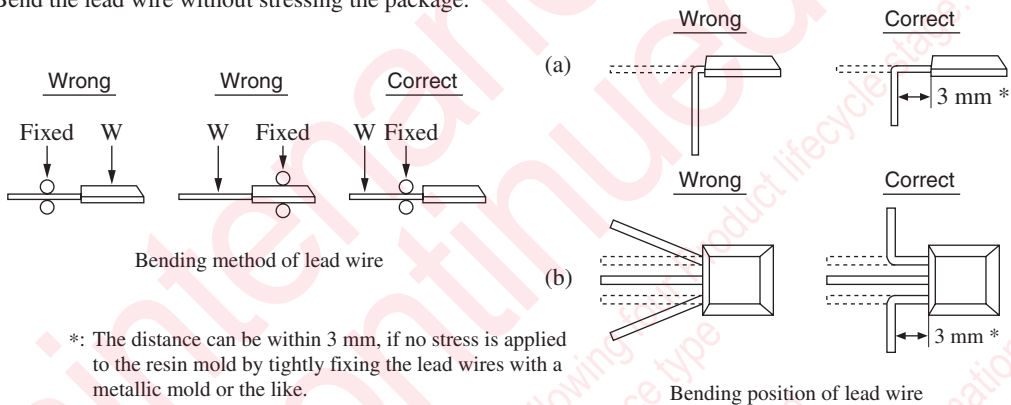 Bend the lead wire without stressing the package.
Wrong Wrong Correct
Fixed W W Fixed W Fixed
Bending method of lead wire
*: The distance can be within 3 mm, if no stress is applied
to the resin mold by tightly fixing the lead wires with a
metallic mold or the like.
Wrong Correct
(a)
3 mm *
Wrong Correct
(b)
3 mm *
Bending position of lead wire
product lifecycle stage.